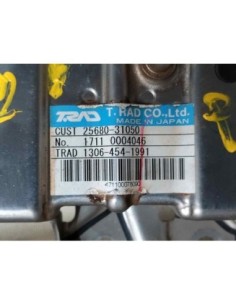 TRAD T.RAD CO.,Ltd.
MADE IN JAPAN
CUST 25680-31050
No. 1711 0004046
TRAD 1306-454-1991